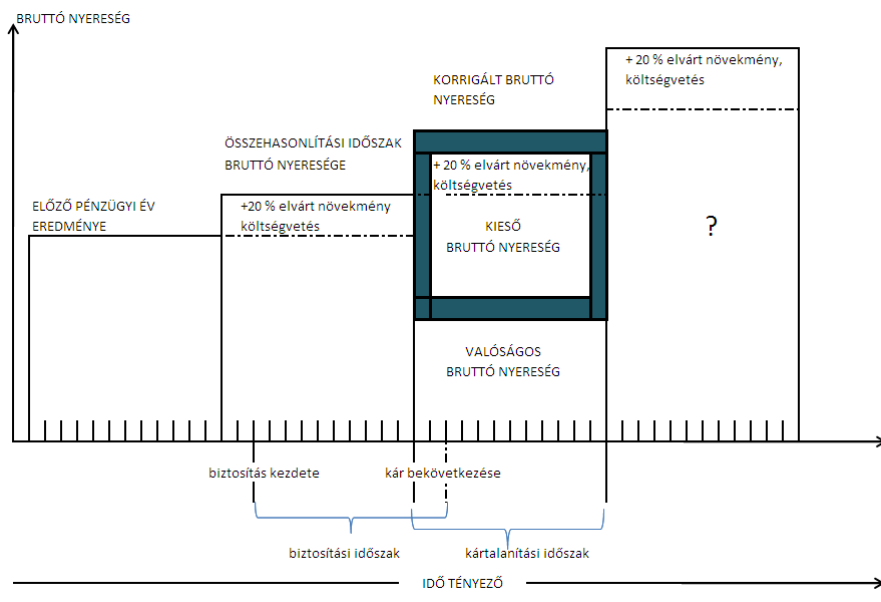 BRUTTÓ NYERESÉG
+ 20 % elvárt növekmény,
költségvetés
KORRIGÁLT BRUTTÓ
NYERESÉG
ÖSSZEHASONLÍTÁSI IDŐSZAK
BRUTTÓ NYERESÉGE
+ 20 % elvárt növekmény,
költségvetés
ELŐZŐ PÉNZÜGYI ÉV
EREDMÉNYE
+20 % elvárt növekmény
költségvetés
KIESŐ
BRUTTÓ NYERESÉG
?
VALÓSÁGOS
BRUTTÓ NYERESÉG
biztosítás kezdete
kár bekövetkezése
biztosítási időszak
kártalanítási időszak
IDŐ TÉNYEZŐ